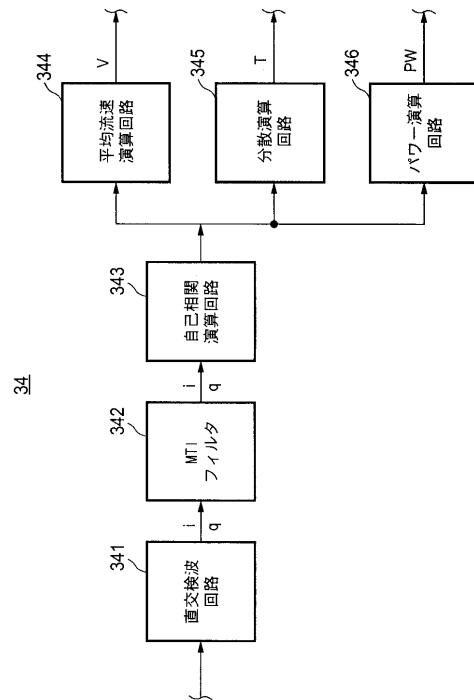 34
341
直交検波
回路
i
q
342
MTI
フィルタ
i
q
343
自己相関
演算回路
344
平均流速
演算回路
V
345
分散演算
回路
T
346
パワー演算
回路
PW